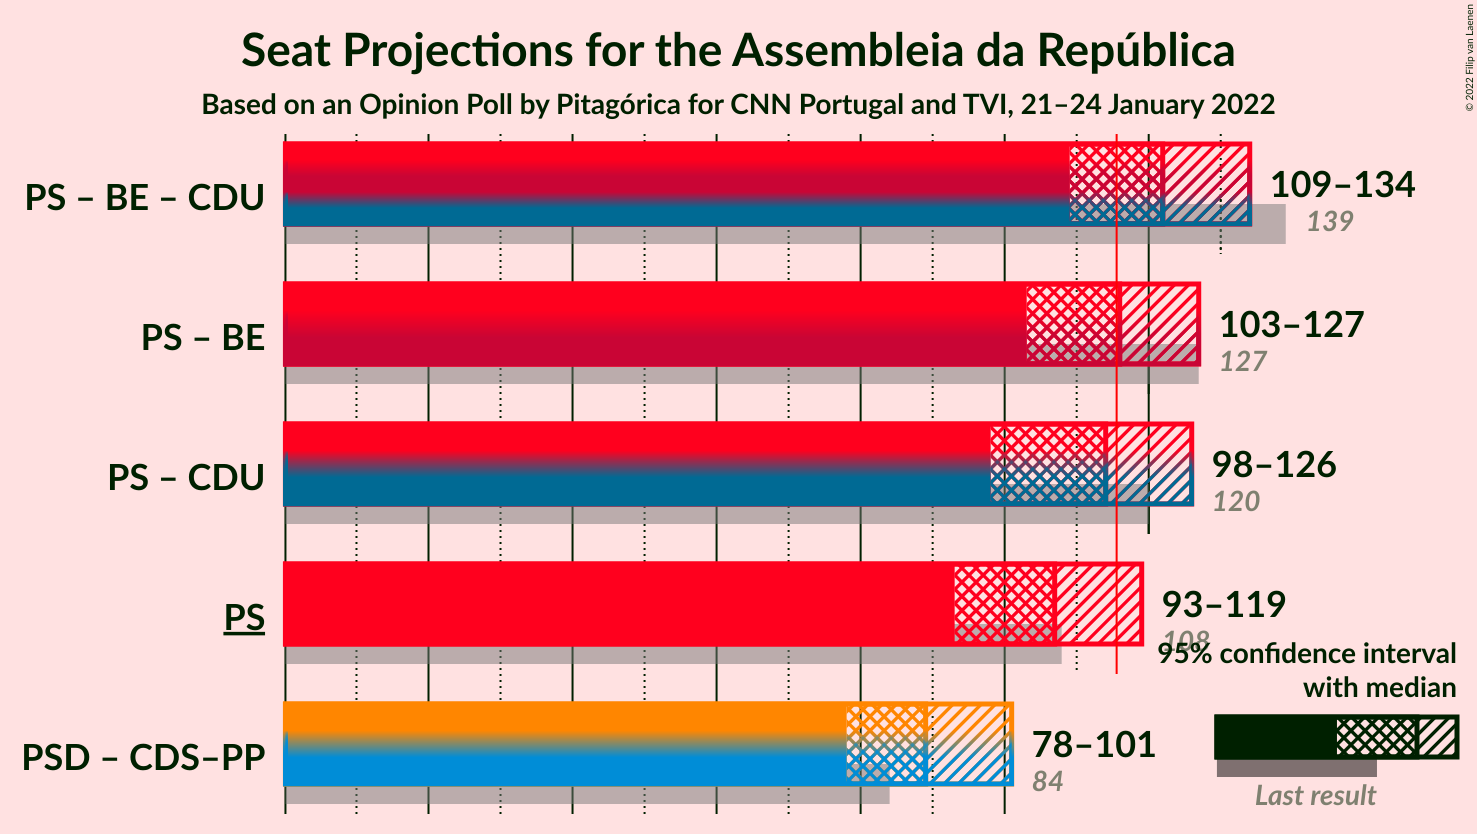 Seat Projections for the Assembleia da República
Based on an Opinion Poll by Pitagórica for CNN Portugal and TVI, 21–24 January 2022
© 2022 Filip van Laenen
PS – BE – CDU
109–134
139
PS – BE
103–127
127
PS – CDU
98–126
120
PS
93–119
108
95% confidence interval
with median
PSD – CDS–PP
78–101
84
Last result